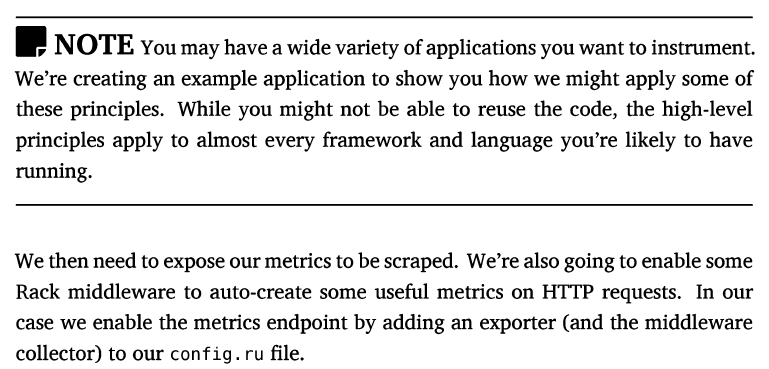 NOTE You may have a wide variety of applications you want to instrument.
We’re creating an example application to show you how we might apply some of
these principles. While you might not be able to reuse the code, the high-level
principles apply to almost every framework and language you’re likely to have
running.
We then need to expose our metrics to be scraped. We’re also going to enable some
Rack middleware to auto-create some useful metrics on HTTP requests. In our
case we enable the metrics endpoint by adding an exporter (and the middleware
collector) to our config.ru file.